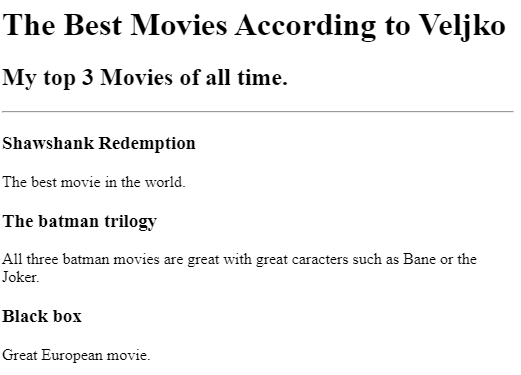 The Best Movies According to Veljko
My top 3 Movies of all time.
Shawshank Redemption
The best movie in the world.
The batman trilogy
All three batman movies are great with great caracters such as Bane or the
Joker.
Black box
Great European movie.